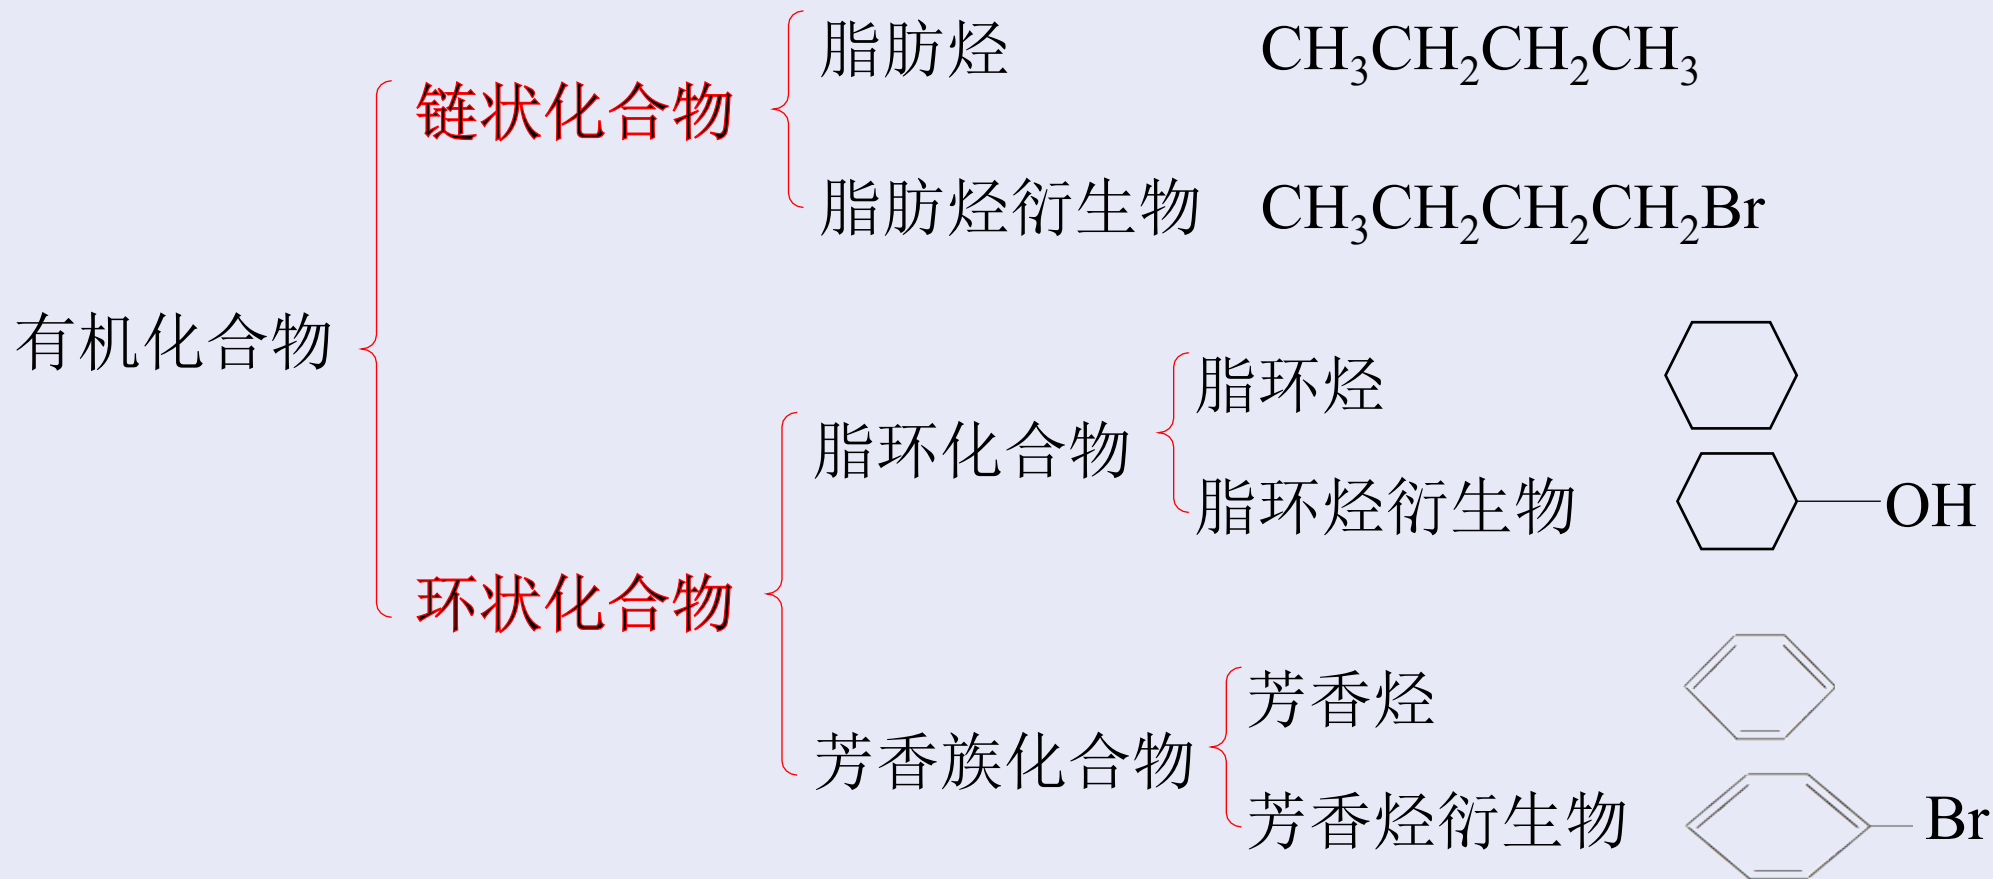 脂肪烃 CH₃CH₂CH₂CH₃
链状化合物
脂肪烃衍生物 CH₃CH₂CH₂CH₂Br
有机化合物
脂环烃
脂环化合物
脂环烃衍生物 OH
环状化合物
芳香烃
芳香族化合物
芳香烃衍生物 Br